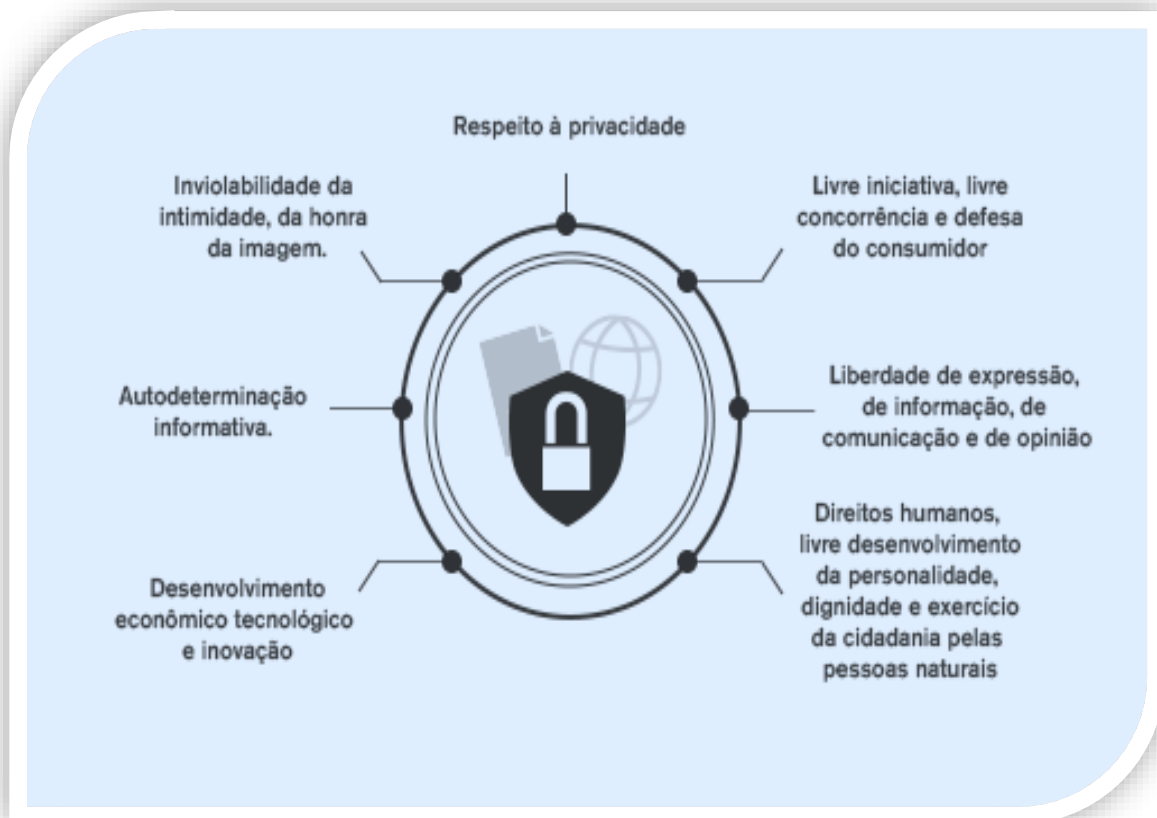 Respeito à privacidade
Inviolabilidade da
intimidade, da honra
da imagem.
Livre iniciativa, livre
concorrência e defesa
do consumidor
Autodeterminação
informativa.
Liberdade de expressão,
de informação, de
comunicação e de opinião
Desenvolvimento
econômico tecnológico
e inovação
Direitos humanos,
livre desenvolvimento
da personalidade,
dignidade e exercício
da cidadania pelas
pessoas naturais